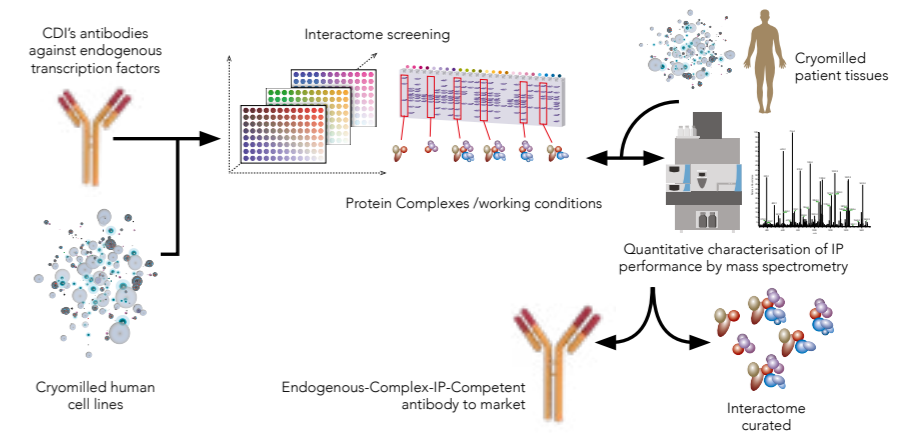 CDI's antibodies
against endogenous
transcription factors
Interactome screening
Cryomilled
patient tissues
Protein Complexes /working conditions
Quantitative characterisation of IP
performance by mass spectrometry
Cryomilled human
cell lines
Endogenous-Complex-IP-Competent
antibody to market
Interactome
curated